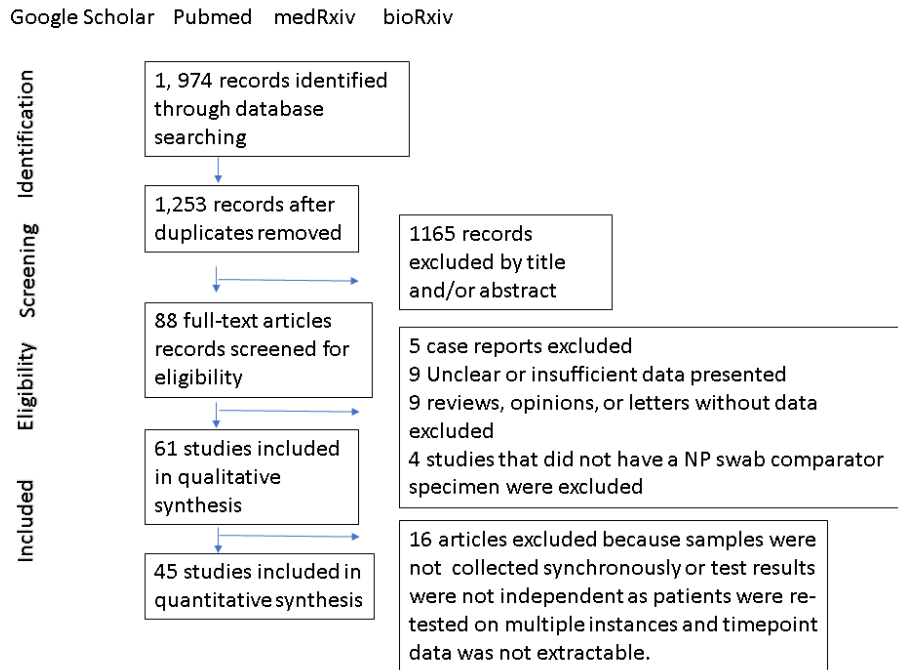 Google Scholar Pubmed medRxiv bioRxiv
Identification
1, 974 records identified
through database
searching
1,253 records after
duplicates removed
Screening
1165 records
excluded by title
and/or abstract
88 full-text articles
records screened for
eligibility
Eligibility
5 case reports excluded
9 Unclear or insufficient data presented
9 reviews, opinions, or letters without data
excluded
4 studies that did not have a NP swab comparator
specimen were excluded
61 studies included
in qualitative
synthesis
Included
16 articles excluded because samples were
not collected synchronously or test results
were not independent as patients were re-
tested on multiple instances and timepoint
data was not extractable.
45 studies included in
quantitative synthesis